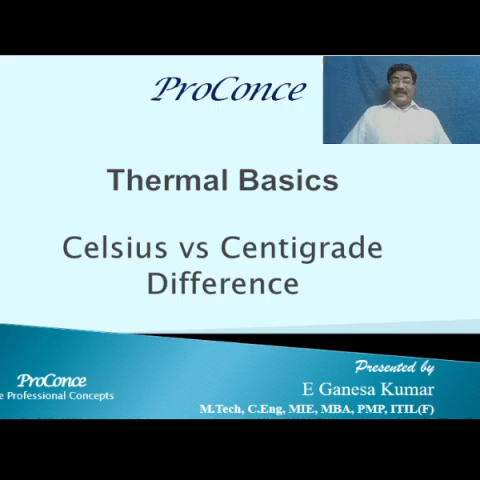 ProConce
Thermal Basics
Celsius vs Centigrade
Difference
Presented by
E Ganesa Kumar
M.Tech, C.Eng, MIE, MBA, PMP, ITIL(F)
ProConce
e Professional Concepts